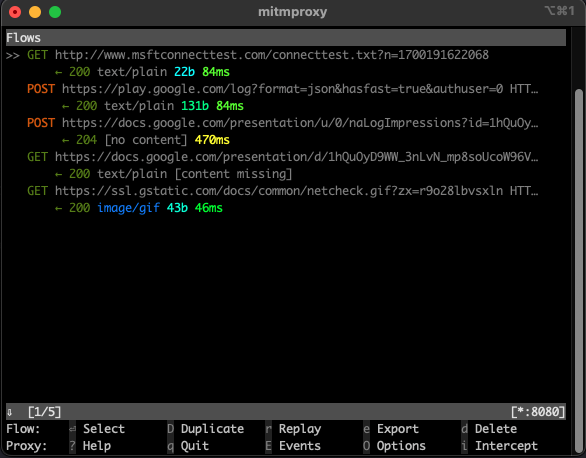 mitmproxy
⌥⌘1
Flows
>> GET http://www.msftconnecttest.com/connecttest.txt?n=1700191622068
← 200 text/plain 22b 84ms
POST https://play.google.com/log?format=json&hasfast=true&authuser=0 HTT…
← 200 text/plain 131b 84ms
POST https://docs.google.com/presentation/u/0/naLogImpressions?id=1hQuOy…
← 204 [no content] 470ms
GET https://docs.google.com/presentation/d/1hQuOyD9WW_3nLvN_mp8soUcoW96V…
← 200 text/plain [content missing]
GET https://ssl.gstatic.com/docs/common/netcheck.gif?zx=r9o28lbvsxln HTT…
← 200 image/gif 43b 46ms
⇩ [1/5] [*:8080]
Flow: ⏎ Select D Duplicate r Replay e Export d Delete
Proxy: ? Help q Quit E Events O Options i Intercept